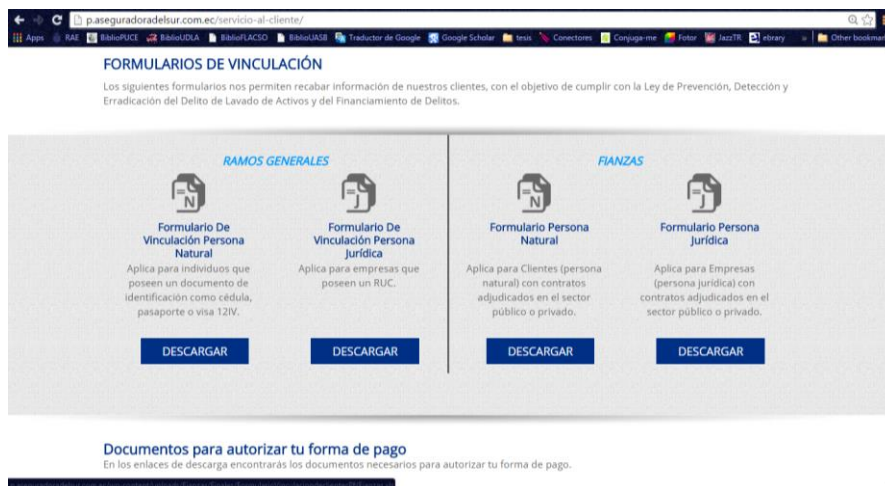 p.aseguradoradelsur.com.ec/servicio-al-cliente/
Apps RAE BiblioPUCE BiblioUDLA BiblioFLACSO BiblioUASB Traductor de Google Google Scholar tesis Conectores Conjuga-me Fotor JazzTR ebrary » Other bookmar
FORMULARIOS DE VINCULACIÓN
Los siguientes formularios nos permiten recabar información de nuestros clientes, con el objetivo de cumplir con la Ley de Prevención, Detección y
Erradicación del Delito de Lavado de Activos y del Financiamiento de Delitos.
RAMOS GENERALES
N
Formulario De
Vinculación Persona
Natural
Aplica para individuos que
poseen un documento de
identificación como cédula,
pasaporte o visa 12IV.
DESCARGAR
J
Formulario De
Vinculación Persona
Jurídica
Aplica para empresas que
poseen un RUC.
DESCARGAR
FIANZAS
N
Formulario Persona
Natural
Aplica para Clientes (persona
natural) con contratos
adjudicados en el sector
público o privado.
DESCARGAR
J
Formulario Persona
Jurídica
Aplica para Empresas
(persona jurídica) con
contratos adjudicados en el
sector público o privado.
DESCARGAR
Documentos para autorizar tu forma de pago
En los enlaces de descarga encontrarás los documentos necesarios para autorizar tu forma de pago.